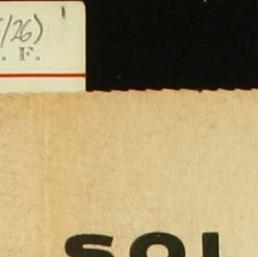 /26)
. F.
SOL